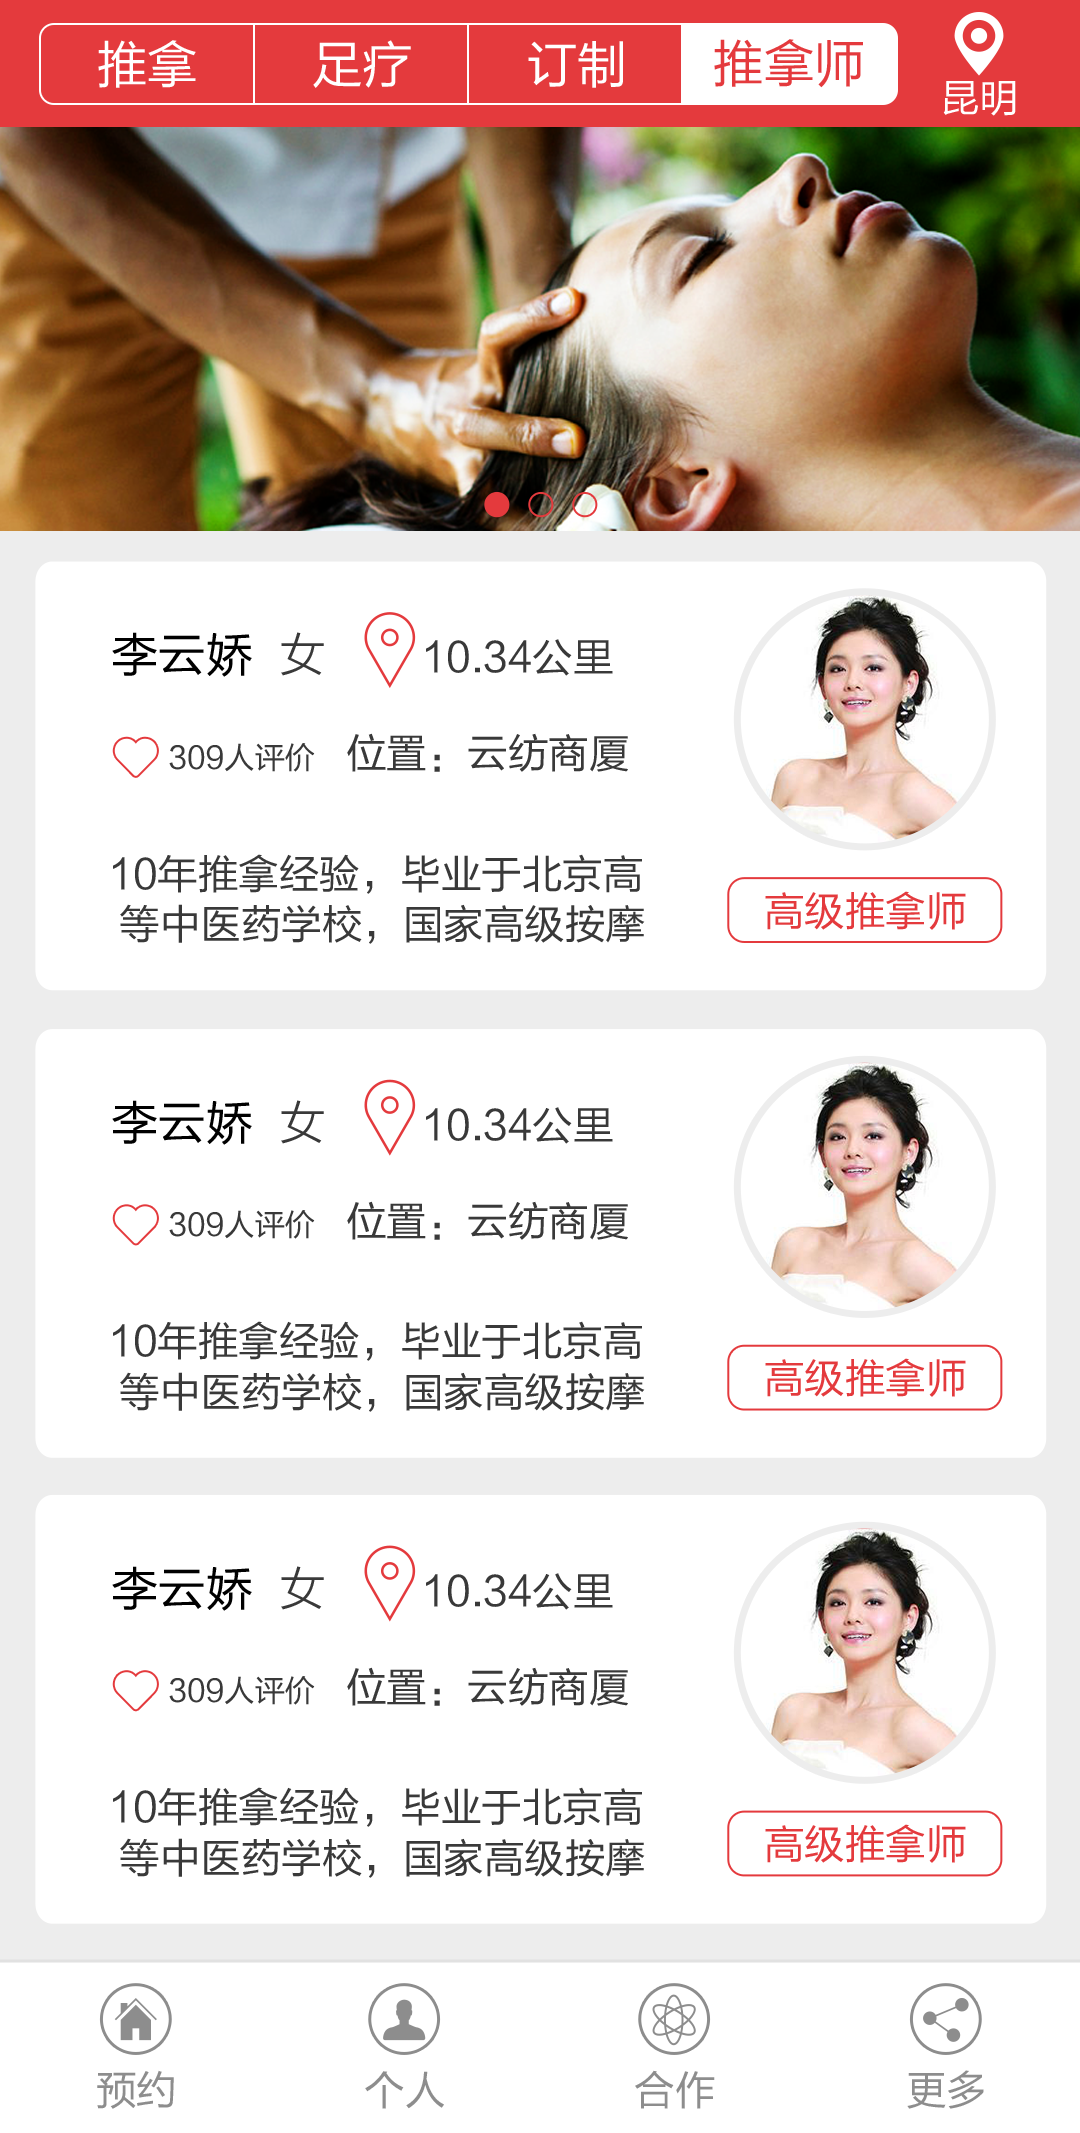 推拿 足疗 订制 推拿师
昆明
李云娇 女 10.34公里
309人评价 位置：云纺商厦
10年推拿经验，毕业于北京高
等中医药学校，国家高级按摩
高级推拿师
李云娇 女 10.34公里
309人评价 位置：云纺商厦
10年推拿经验，毕业于北京高
等中医药学校，国家高级按摩
高级推拿师
李云娇 女 10.34公里
309人评价 位置：云纺商厦
10年推拿经验，毕业于北京高
等中医药学校，国家高级按摩
高级推拿师
预约 个人 合作 更多